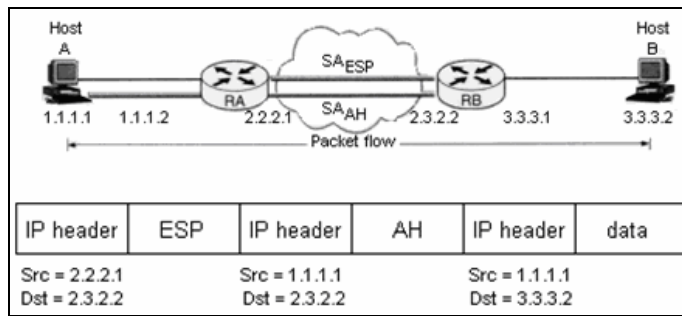 Host
A
Host
B
SAESP
RA
SAAH
RB
1.1.1.1
1.1.1.2
2.2.2.1
2.3.2.2
3.3.3.1
3.3.3.2
Packet flow
IP header ESP IP header AH IP header data
Src = 2.2.2.1 Src = 1.1.1.1 Src = 1.1.1.1
Dst = 2.3.2.2 Dst = 2.3.2.2 Dst = 3.3.3.2